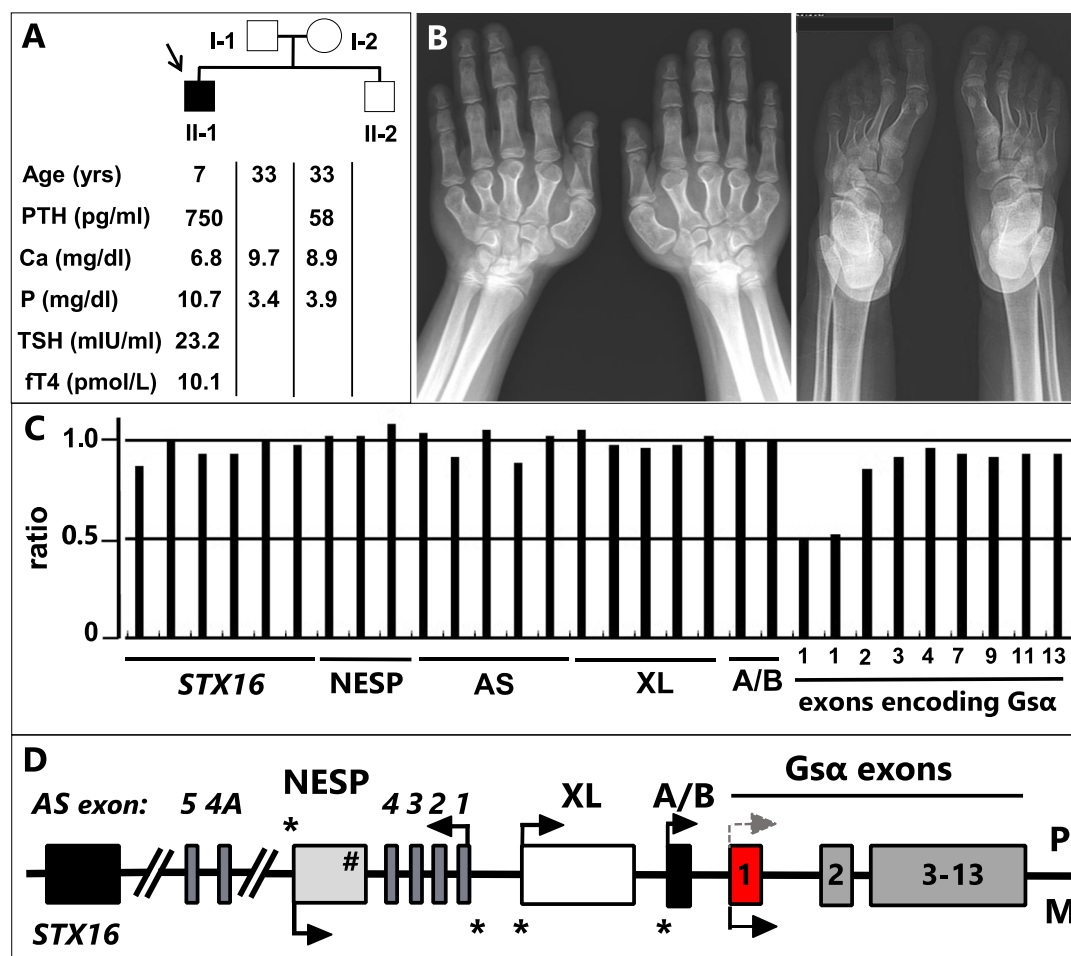 A
I-1
I-2
II-1
II-2
Age (yrs) 7 33 33
PTH (pg/ml) 750 58
Ca (mg/dl) 6.8 9.7 8.9
P (mg/dl) 10.7 3.4 3.9
TSH (mIU/ml) 23.2
fT4 (pmol/L) 10.1
B
C
1.0
0.5
0
ratio
STX16 NESP AS XL A/B
1 1 2 3 4 7 9 11 13
exons encoding Gsα
D
NESP XL A/B Gsα exons
AS exon: 5 4A 4 3 2 1
*
#
1 2 3-13
P
M
* * *
STX16